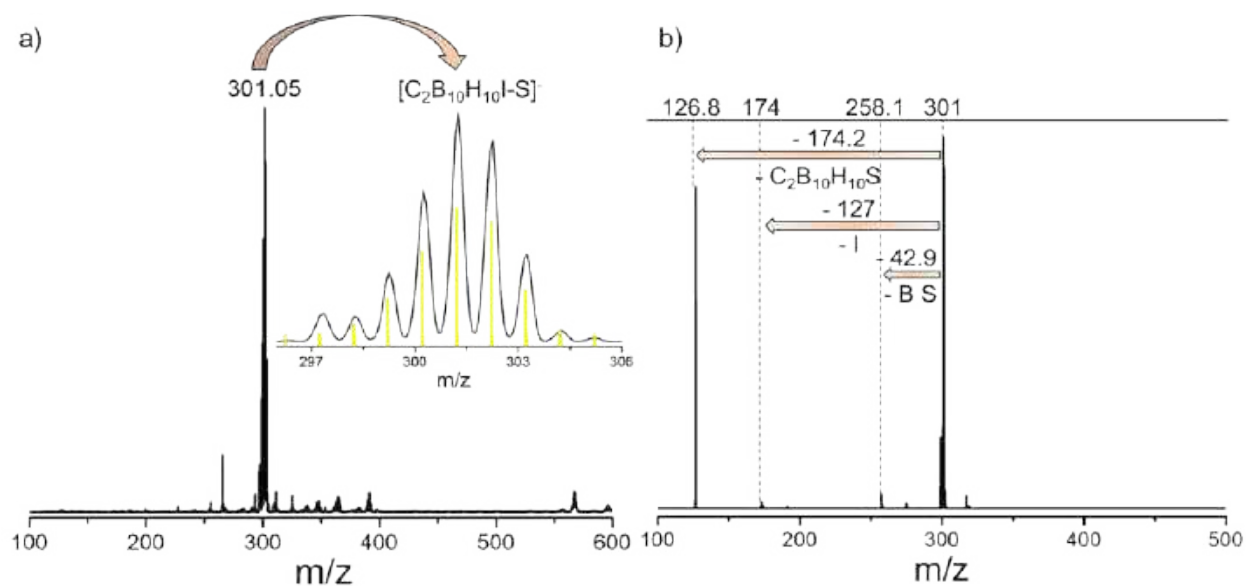 a)
301.05
[C₂B₁₀H₁₀I-S]⁻
297
300
303
306
m/z
100
200
300
400
500
600
m/z
b)
126.8 174 258.1 301
- 174.2
- C₂B₁₀H₁₀S
- 127
- I
- 42.9
- B S
100
200
300
400
500
m/z